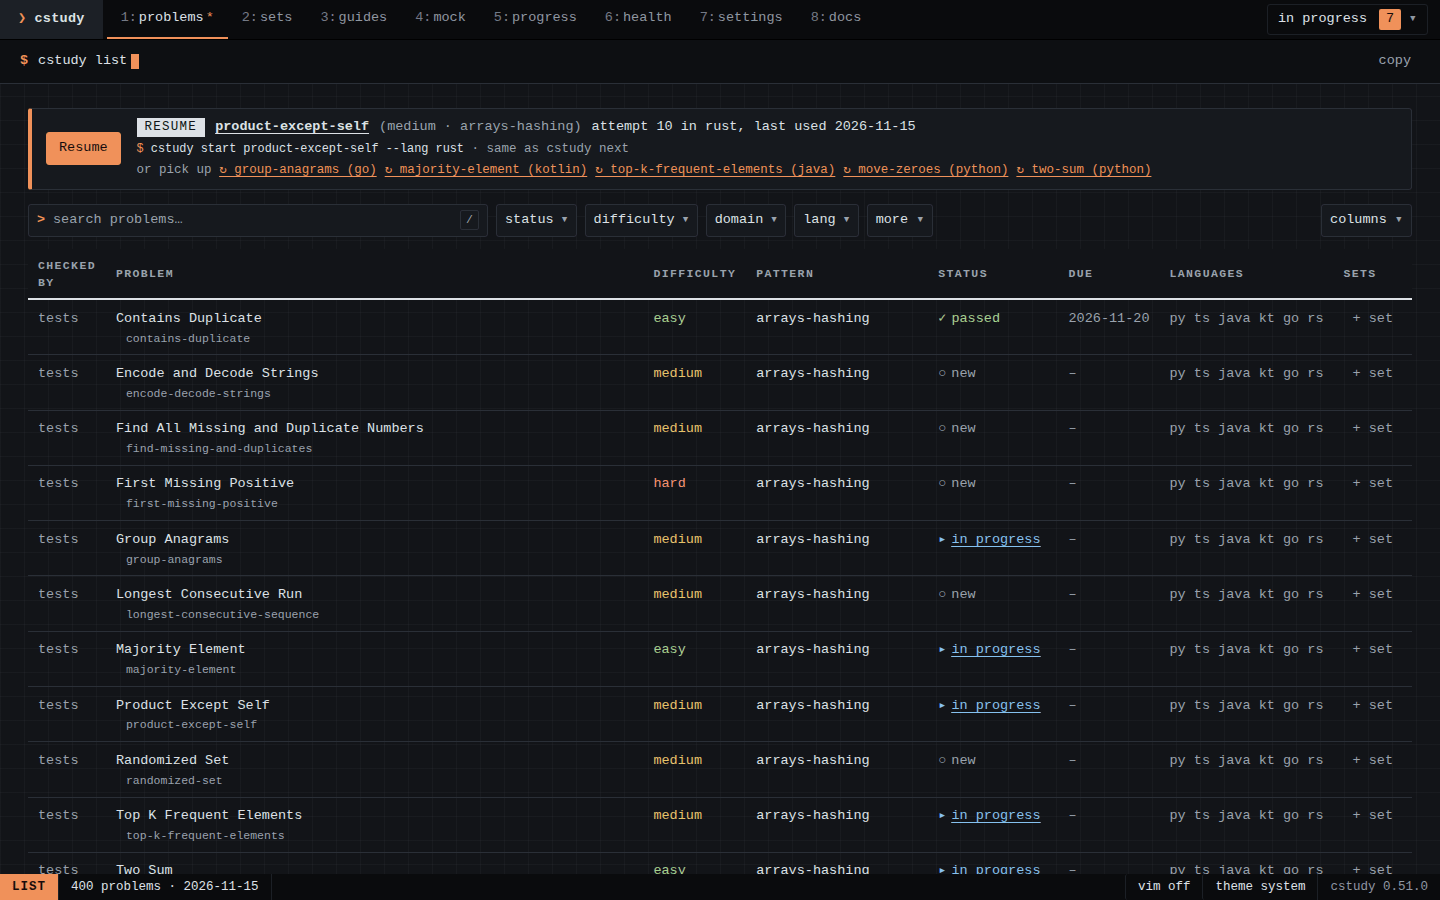 ❯ cstudy 1:problems* 2:sets 3:guides 4:mock 5:progress 6:health 7:settings 8:docs in progress 7 ▼
$ cstudy list copy
Resume RESUME product-except-self (medium · arrays-hashing) attempt 10 in rust, last used 2026-11-15
$ cstudy start product-except-self --lang rust · same as cstudy next
or pick up ↻ group-anagrams (go) ↻ majority-element (kotlin) ↻ top-k-frequent-elements (java) ↻ move-zeroes (python) ↻ two-sum (python)
> search problems… / status ▼ difficulty ▼ domain ▼ lang ▼ more ▼ columns ▼
CHECKED BY PROBLEM DIFFICULTY PATTERN STATUS DUE LANGUAGES SETS
tests Contains Duplicate easy arrays-hashing ✓ passed 2026-11-20 py ts java kt go rs + set
contains-duplicate
tests Encode and Decode Strings medium arrays-hashing ○ new – py ts java kt go rs + set
encode-decode-strings
tests Find All Missing and Duplicate Numbers medium arrays-hashing ○ new – py ts java kt go rs + set
find-missing-and-duplicates
tests First Missing Positive hard arrays-hashing ○ new – py ts java kt go rs + set
first-missing-positive
tests Group Anagrams medium arrays-hashing ▸ in progress – py ts java kt go rs + set
group-anagrams
tests Longest Consecutive Run medium arrays-hashing ○ new – py ts java kt go rs + set
longest-consecutive-sequence
tests Majority Element easy arrays-hashing ▸ in progress – py ts java kt go rs + set
majority-element
tests Product Except Self medium arrays-hashing ▸ in progress – py ts java kt go rs + set
product-except-self
tests Randomized Set medium arrays-hashing ○ new – py ts java kt go rs + set
randomized-set
tests Top K Frequent Elements medium arrays-hashing ▸ in progress – py ts java kt go rs + set
top-k-frequent-elements
tests Two Sum easy arrays-hashing ▸ in progress – py ts java kt go rs + set
LIST 400 problems · 2026-11-15 vim off theme system cstudy 0.51.0